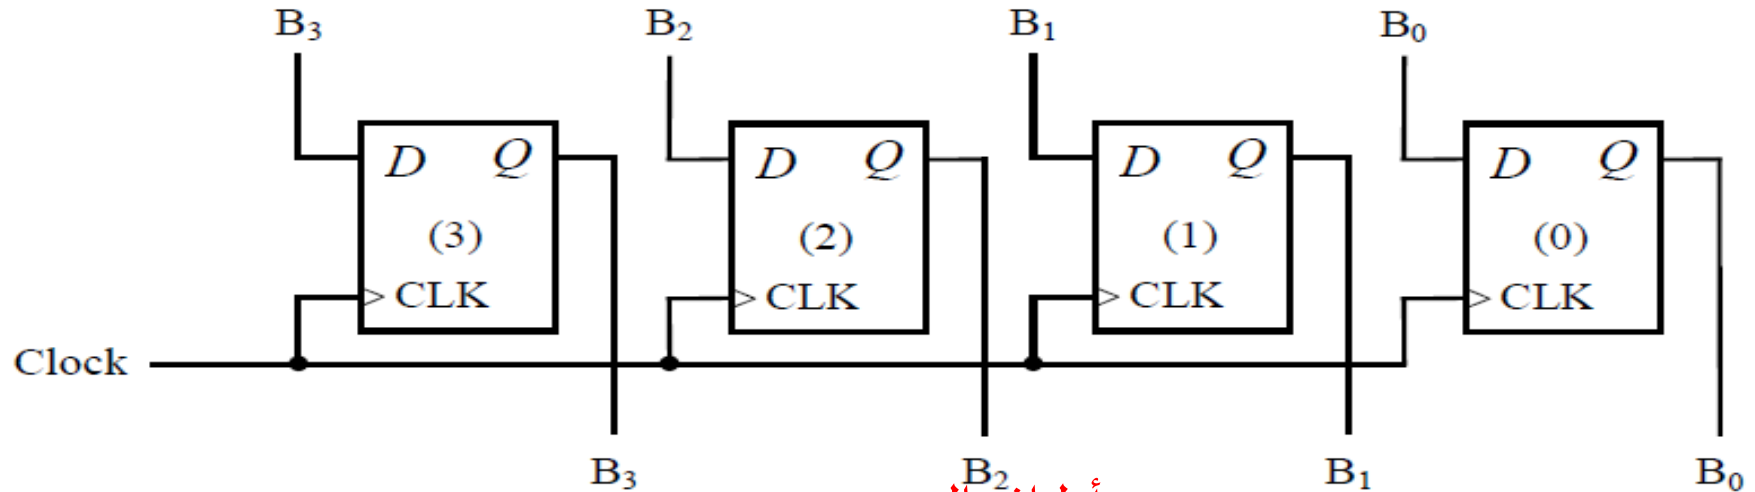 B₃ B₂ B₁ B₀
D Q D Q D Q D Q
(3) (2) (1) (0)
CLK CLK CLK CLK
Clock
B₃ B₂ B₁ B₀